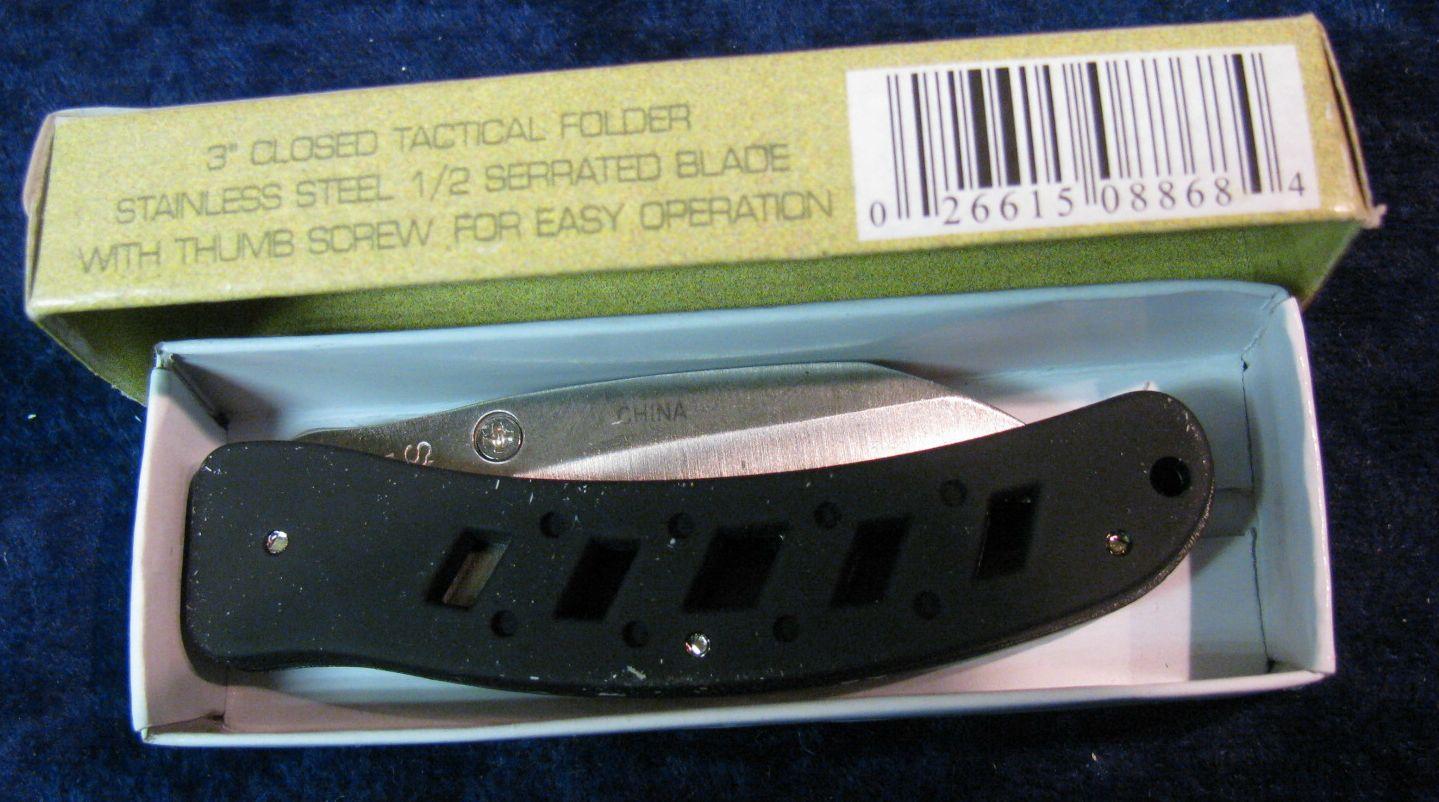 3" CLOSED TACTICAL FOLDER
STAINLESS STEEL 1/2 SERRATED BLADE
WITH THUMB SCREW FOR EASY OPERATION
0 26615 08868 4
CHINA